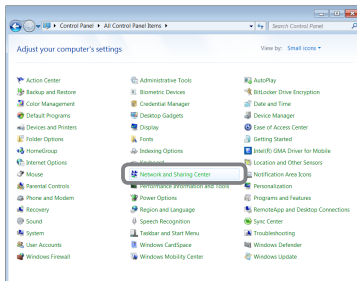 Control Panel ▸ All Control Panel Items ▸
Search Control Panel
Adjust your computer's settings
View by: Small icons
Action Center
Administrative Tools
AutoPlay
Backup and Restore
Biometric Devices
BitLocker Drive Encryption
Color Management
Credential Manager
Date and Time
Default Programs
Desktop Gadgets
Device Manager
Devices and Printers
Display
Ease of Access Center
Folder Options
Fonts
Getting Started
HomeGroup
Indexing Options
Intel(R) GMA Driver for Mobile
Internet Options
Keyboard
Location and Other Sensors
Mouse
Network and Sharing Center
Notification Area Icons
Parental Controls
Performance Information and Tools
Personalization
Phone and Modem
Power Options
Programs and Features
Recovery
Region and Language
RemoteApp and Desktop Connections
Sound
Speech Recognition
Sync Center
System
Taskbar and Start Menu
Troubleshooting
User Accounts
Windows CardSpace
Windows Defender
Windows Firewall
Windows Mobility Center
Windows Update